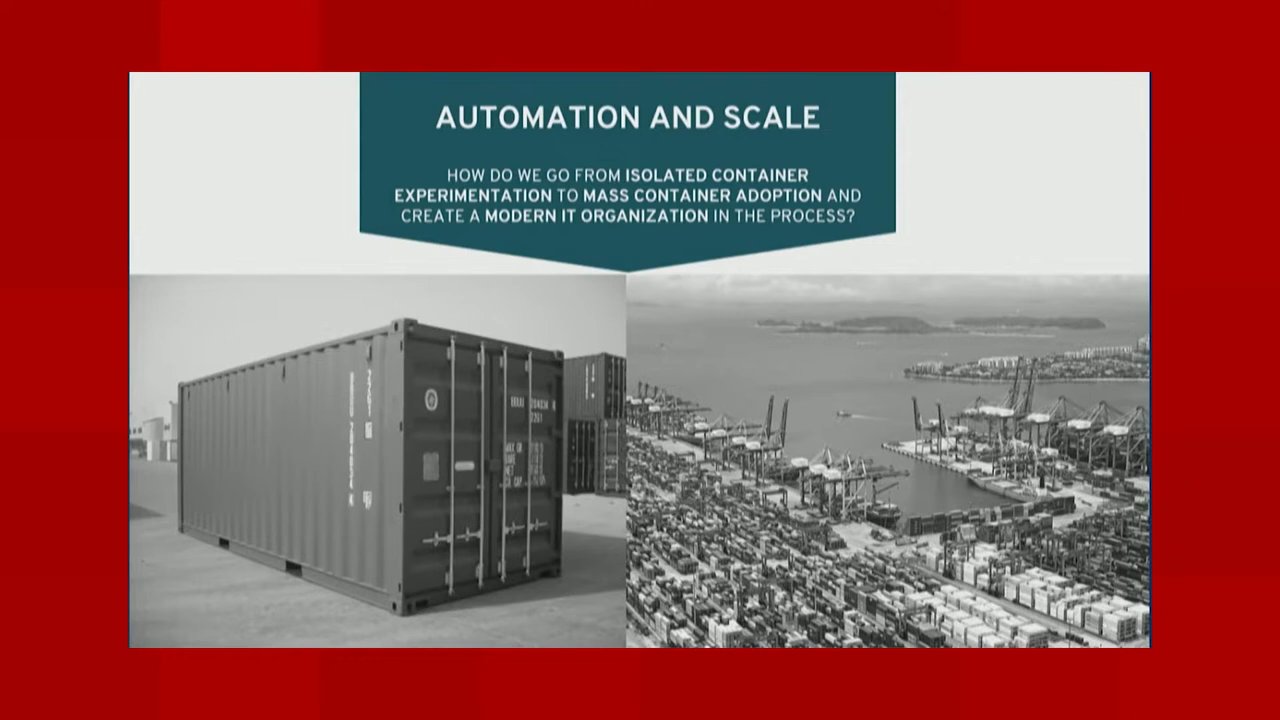 AUTOMATION AND SCALE
HOW DO WE GO FROM ISOLATED CONTAINER
EXPERIMENTATION TO MASS CONTAINER ADOPTION AND
CREATE A MODERN IT ORGANIZATION IN THE PROCESS?